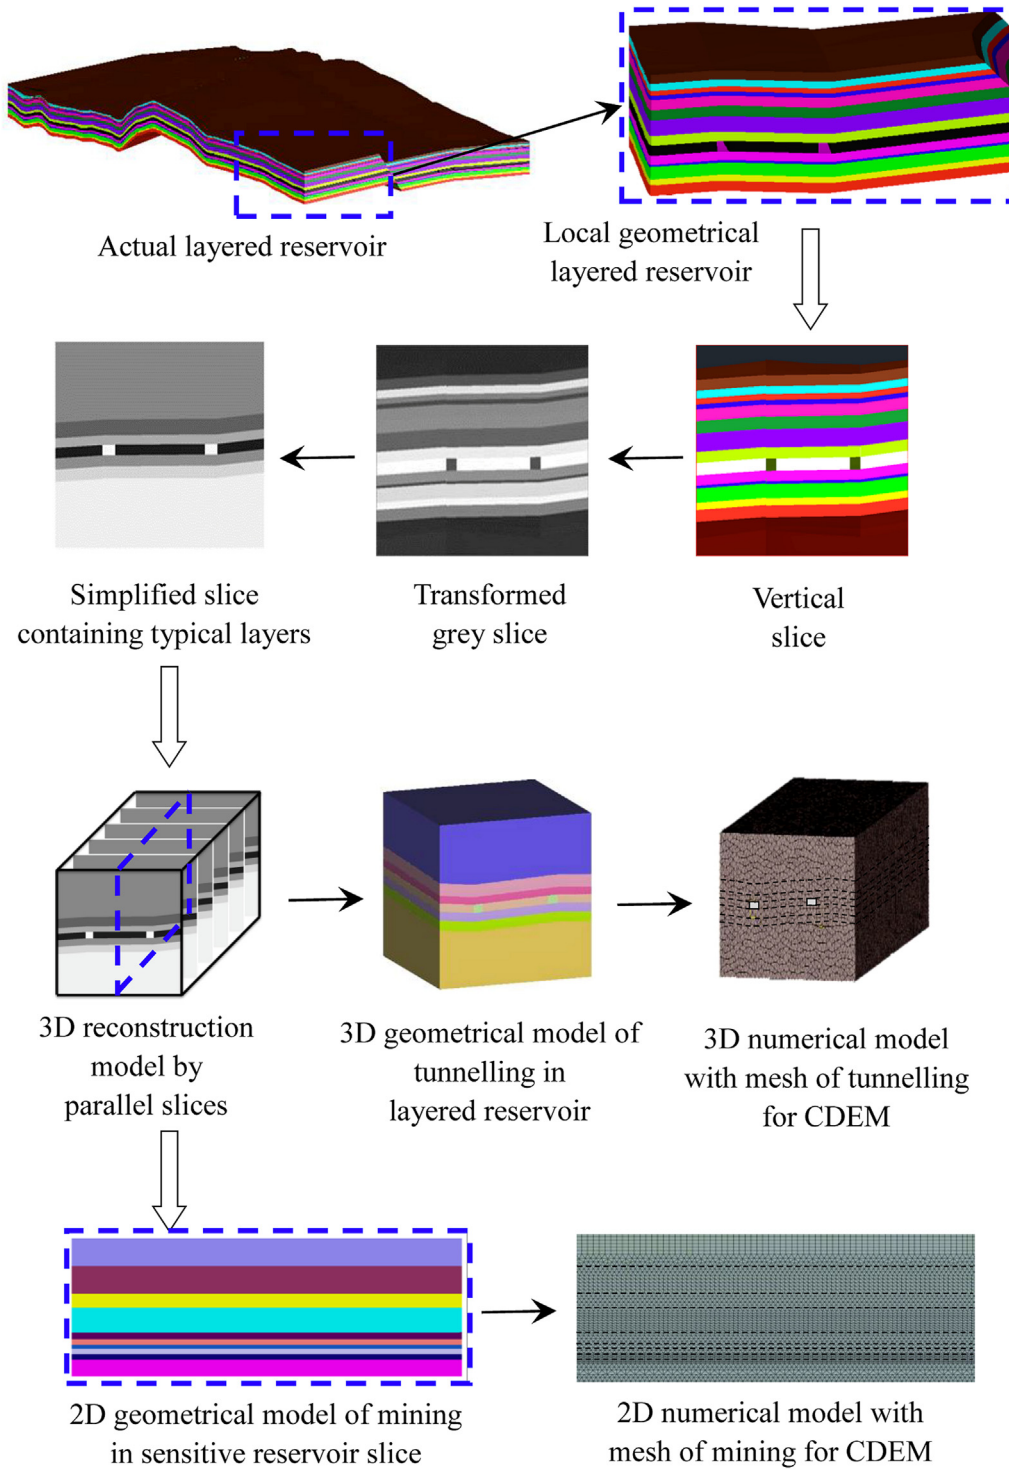 Actual layered reservoir
Local geometrical
layered reservoir
Simplified slice
containing typical layers
Transformed
grey slice
Vertical
slice
3D reconstruction
model by
parallel slices
3D geometrical model of
tunnelling in
layered reservoir
3D numerical model
with mesh of tunnelling
for CDEM
2D geometrical model of mining
in sensitive reservoir slice
2D numerical model with
mesh of mining for CDEM